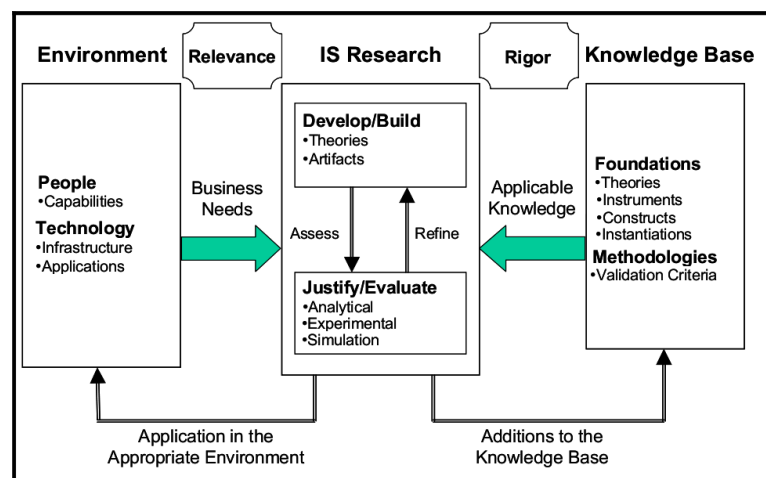 Environment
Relevance
IS Research
Rigor
Knowledge Base
People
•Capabilities
Technology
•Infrastructure
•Applications
Business
Needs
Develop/Build
•Theories
•Artifacts
Assess
Refine
Justify/Evaluate
•Analytical
•Experimental
•Simulation
Applicable
Knowledge
Foundations
•Theories
•Instruments
•Constructs
•Instantiations
Methodologies
•Validation Criteria
Application in the
Appropriate Environment
Additions to the
Knowledge Base